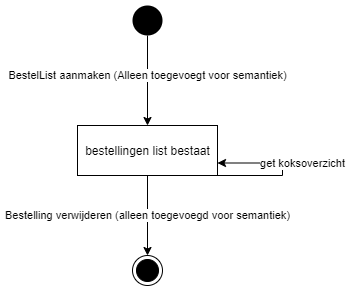 BestelList aanmaken (Alleen toegevoegt voor semantiek)
bestellingen list bestaat
get koksoverzicht
Bestelling verwijderen (alleen toegevoegd voor semantiek)